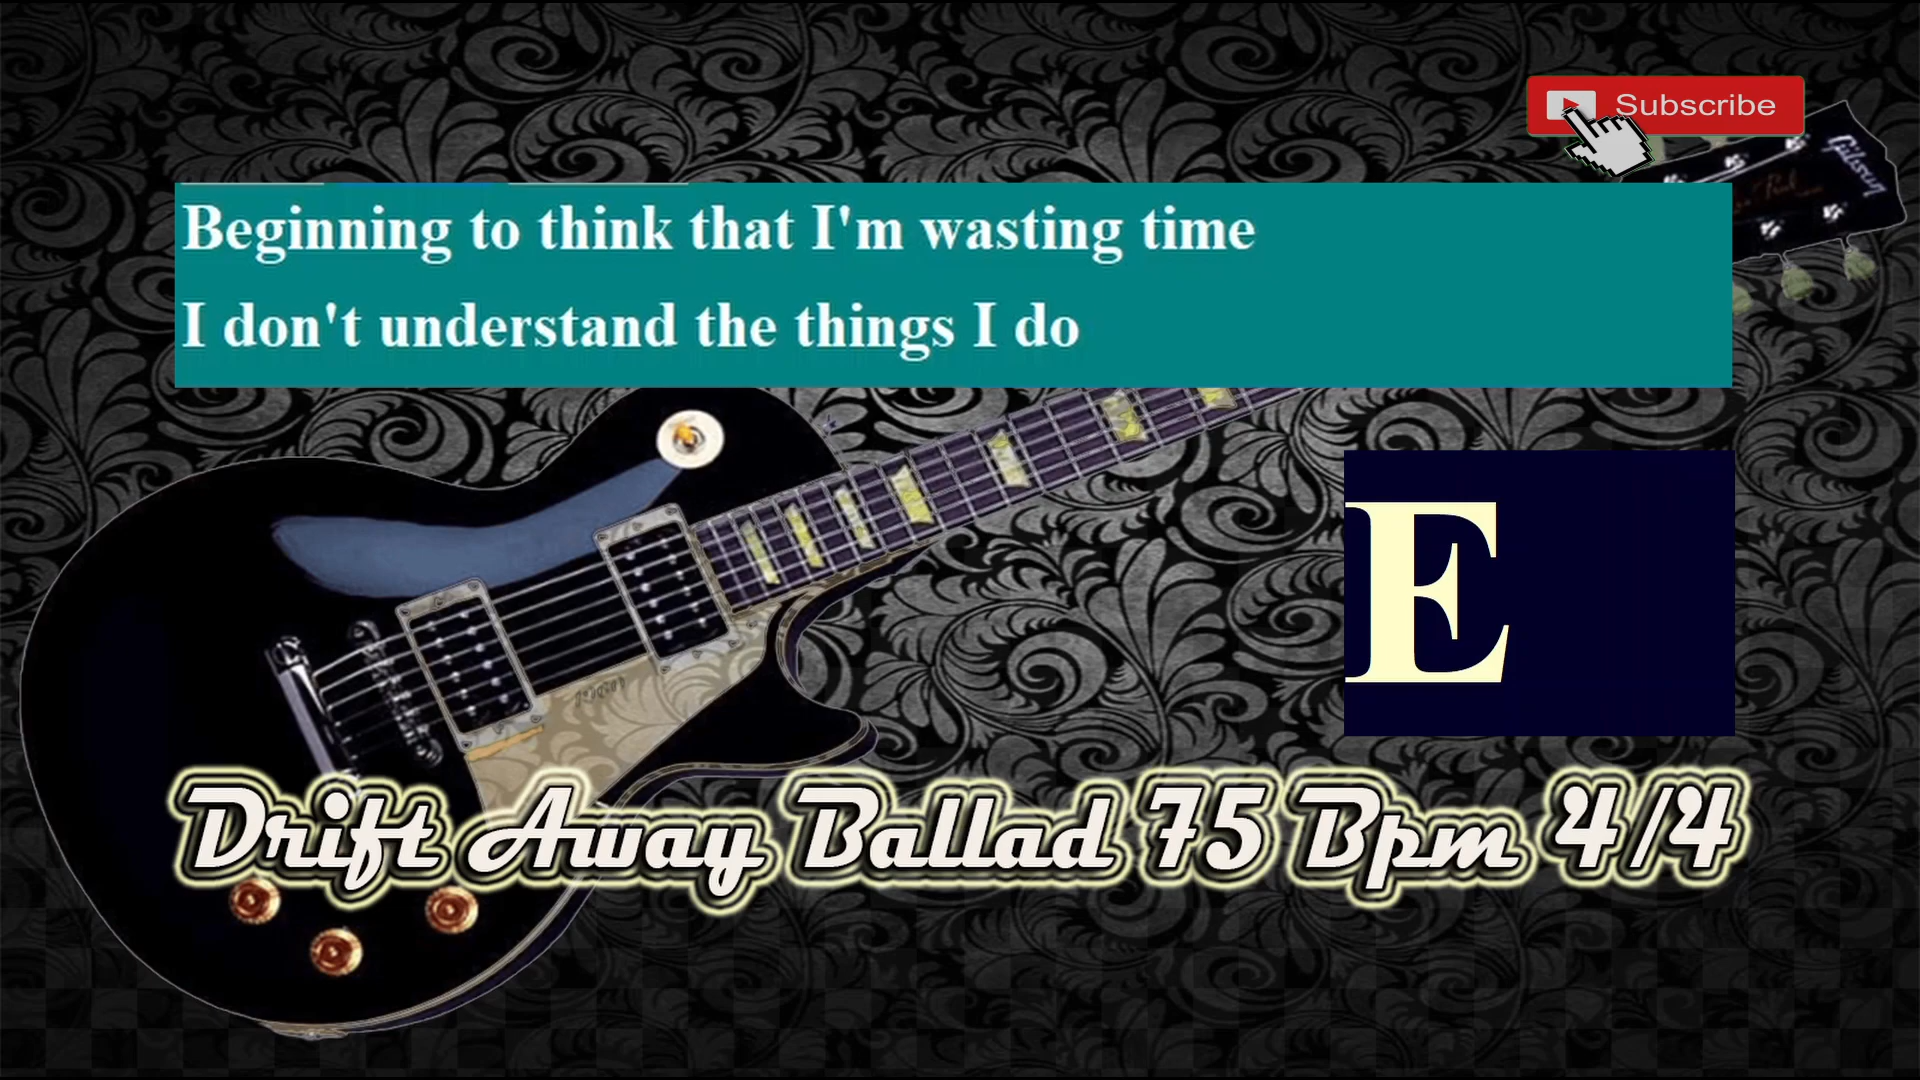 Subscribe
Gibson
Beginning to think that I'm wasting time
I don't understand the things I do
E
Drift Away Ballad 75 Bpm 4/4